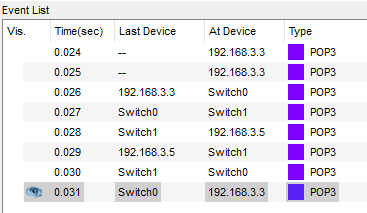 Event List
Vis. Time(sec) Last Device At Device Type
0.024 -- 192.168.3.3 POP3
0.025 -- 192.168.3.3 POP3
0.026 192.168.3.3 Switch0 POP3
0.027 Switch0 Switch1 POP3
0.028 Switch1 192.168.3.5 POP3
0.029 192.168.3.5 Switch1 POP3
0.030 Switch1 Switch0 POP3
0.031 Switch0 192.168.3.3 POP3